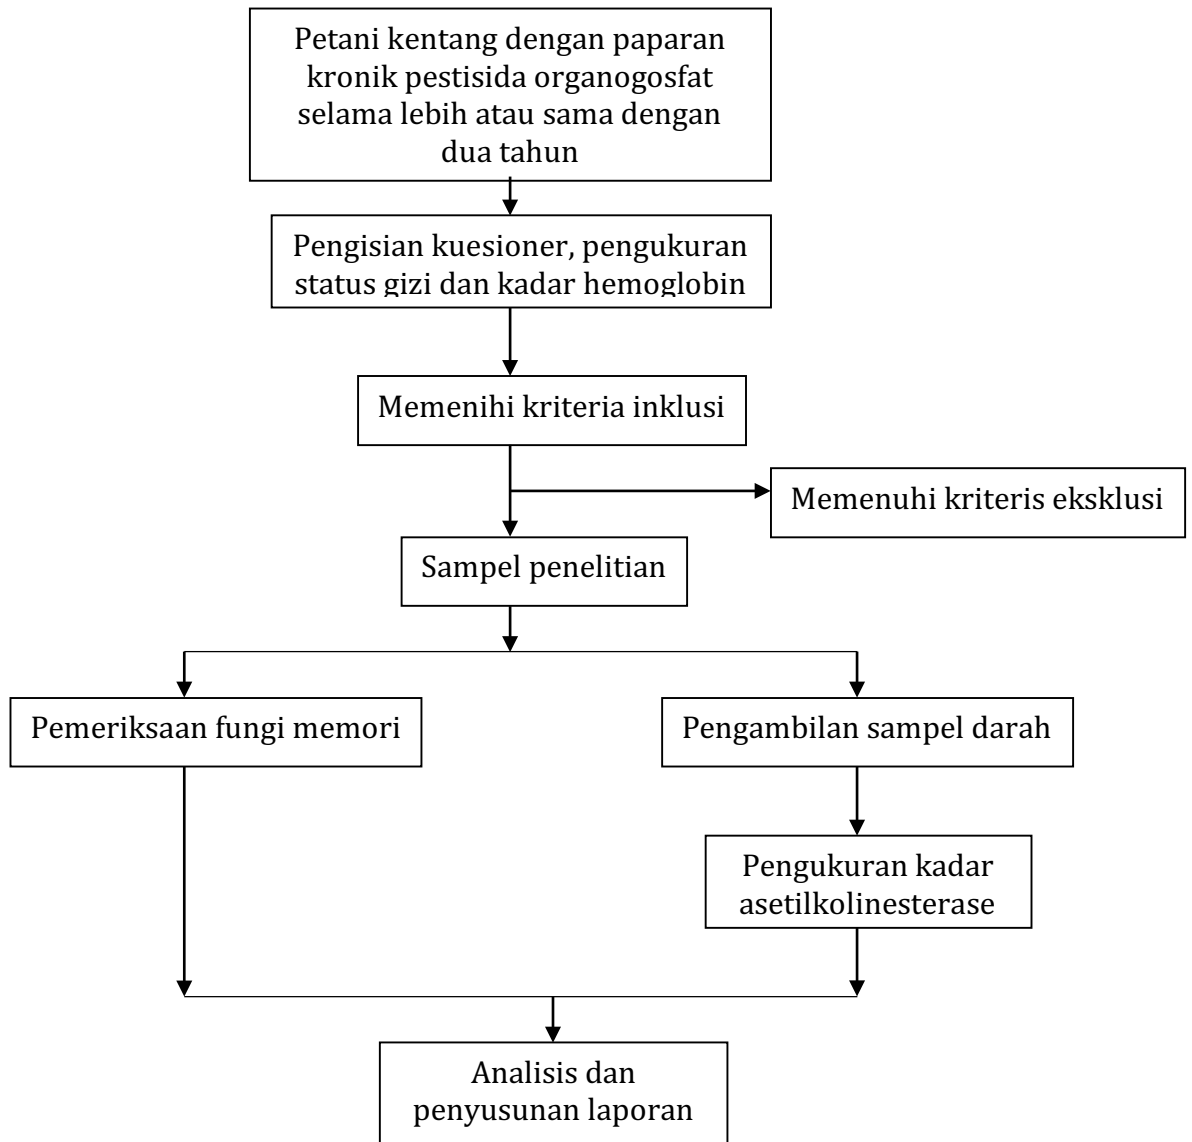 Petani kentang dengan paparan
kronik pestisida organogosfat
selama lebih atau sama dengan
dua tahun
Pengisian kuesioner, pengukuran
status gizi dan kadar hemoglobin
Memenihi kriteria inklusi
Memenuhi kriteris eksklusi
Sampel penelitian
Pemeriksaan fungi memori
Pengambilan sampel darah
Pengukuran kadar
asetilkolinesterase
Analisis dan
penyusunan laporan